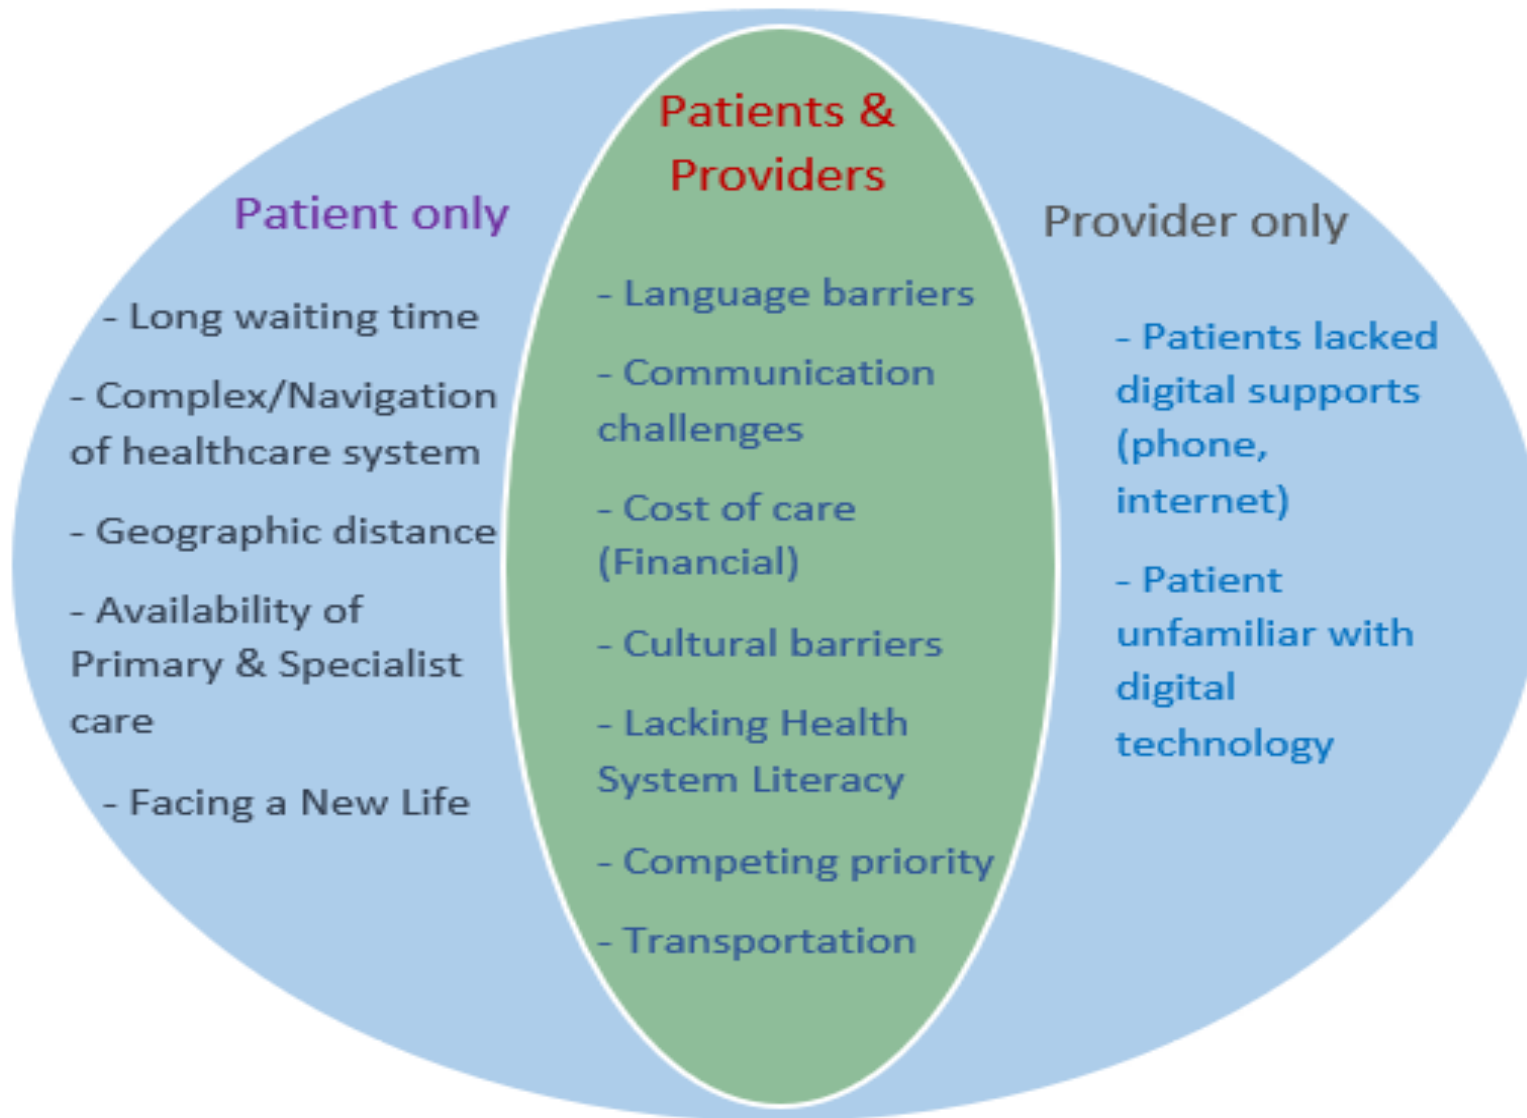 Patients &
Providers
Patient only
- Long waiting time
- Complex/Navigation
of healthcare system
- Geographic distance
- Availability of
Primary & Specialist
care
- Facing a New Life
- Language barriers
- Communication
challenges
- Cost of care
(Financial)
- Cultural barriers
- Lacking Health
System Literacy
- Competing priority
- Transportation
Provider only
- Patients lacked
digital supports
(phone,
internet)
- Patient
unfamiliar with
digital
technology